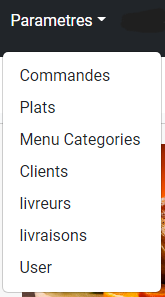 Parametres
Commandes
Plats
Menu Categories
Clients
livreurs
livraisons
User